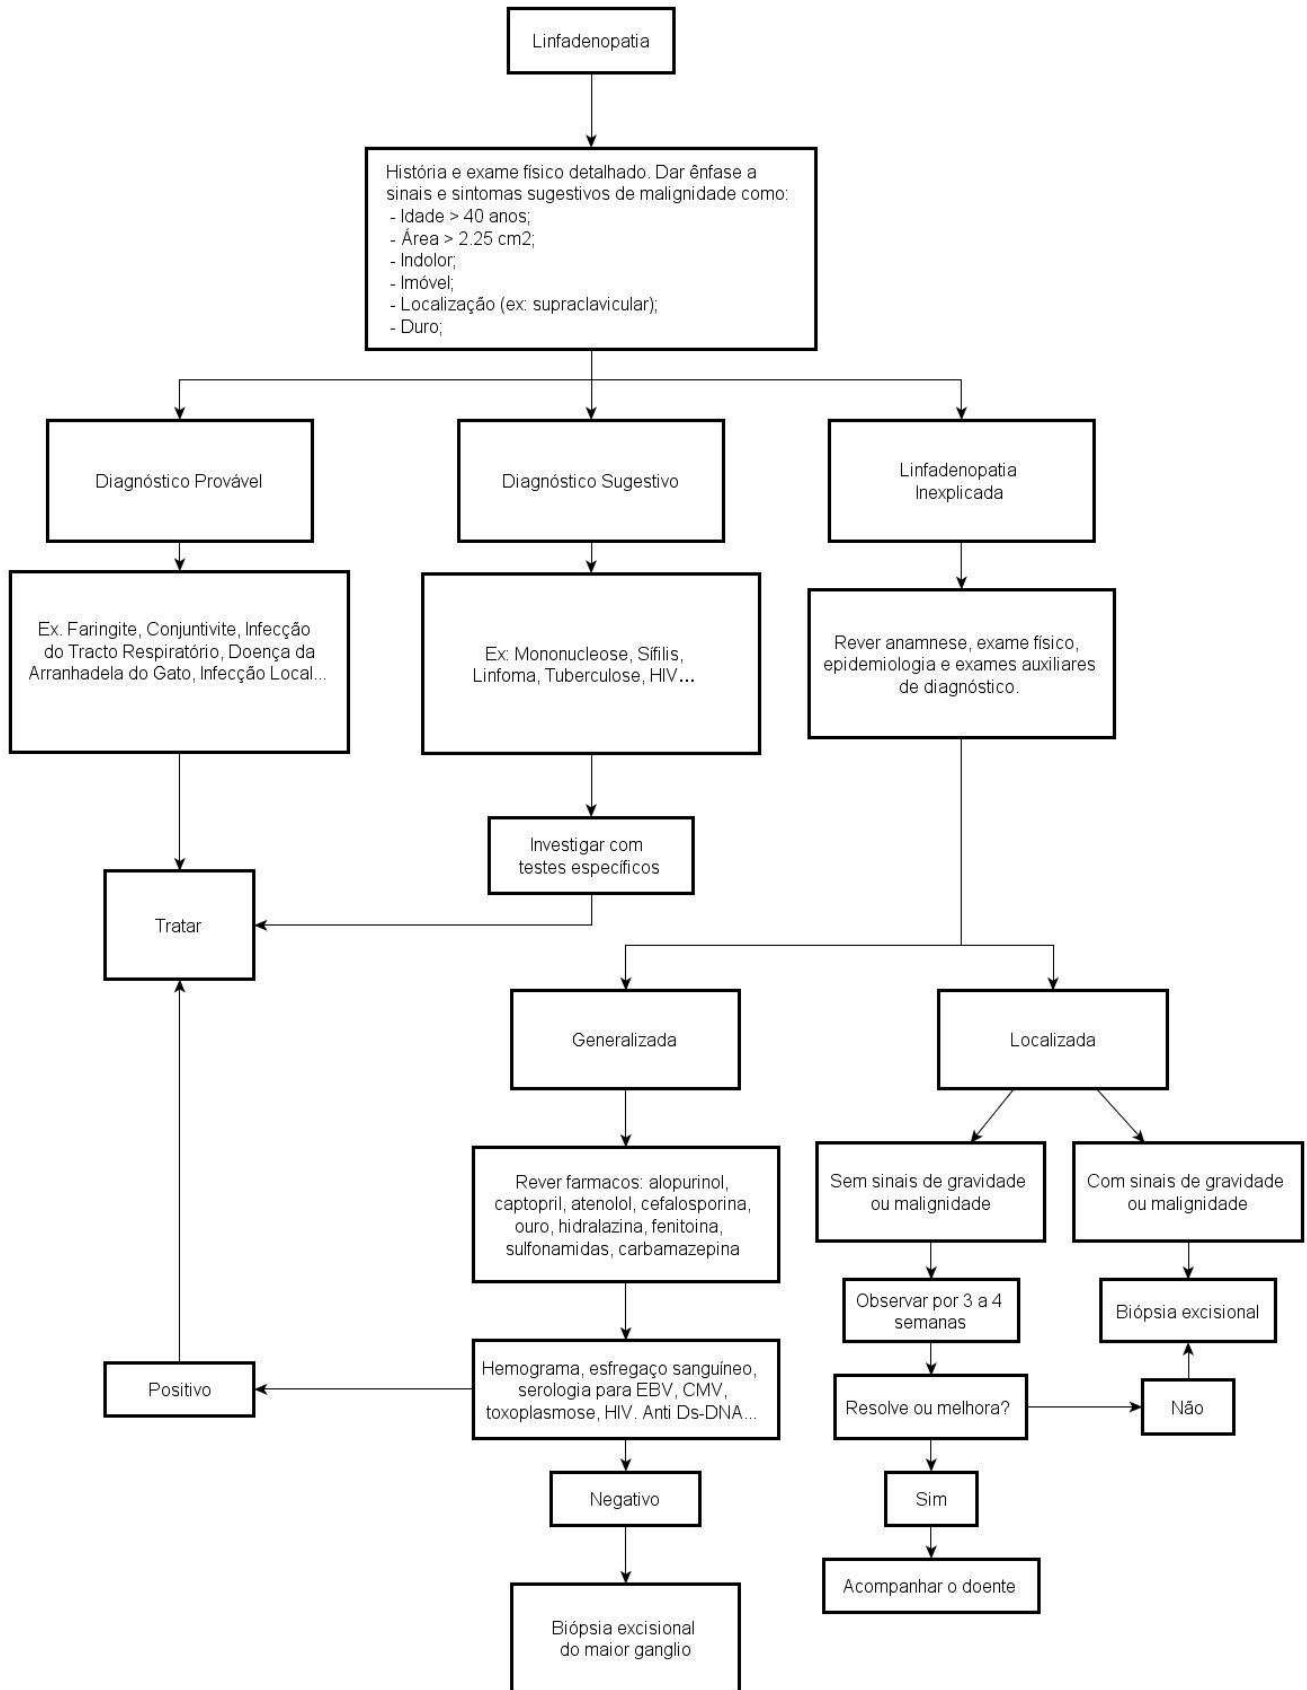 Linfadenopatia
História e exame físico detalhado. Dar ênfase a
sinais e sintomas sugestivos de malignidade como:
- Idade > 40 anos;
- Área > 2.25 cm2;
- Indolor;
- Imóvel;
- Localização (ex: supraclavicular);
- Duro;
Diagnóstico Provável
Diagnóstico Sugestivo
Linfadenopatia
Inexplicada
Ex. Faringite, Conjuntivite, Infecção
do Tracto Respiratório, Doença da
Arranhadela do Gato, Infecção Local...
Ex: Mononucleose, Sífilis,
Linfoma, Tuberculose, HIV...
Rever anamnese, exame físico,
epidemiologia e exames auxiliares
de diagnóstico.
Investigar com
testes específicos
Tratar
Generalizada
Localizada
Rever farmacos: alopurinol,
captopril, atenolol, cefalosporina,
ouro, hidralazina, fenitoina,
sulfonamidas, carbamazepina
Sem sinais de gravidade
ou malignidade
Com sinais de gravidade
ou malignidade
Observar por 3 a 4
semanas
Biópsia excisional
Hemograma, esfregaço sanguíneo,
serologia para EBV, CMV,
toxoplasmose, HIV. Anti Ds-DNA...
Positivo
Resolve ou melhora?
Não
Negativo
Sim
Acompanhar o doente
Biópsia excisional
do maior ganglio